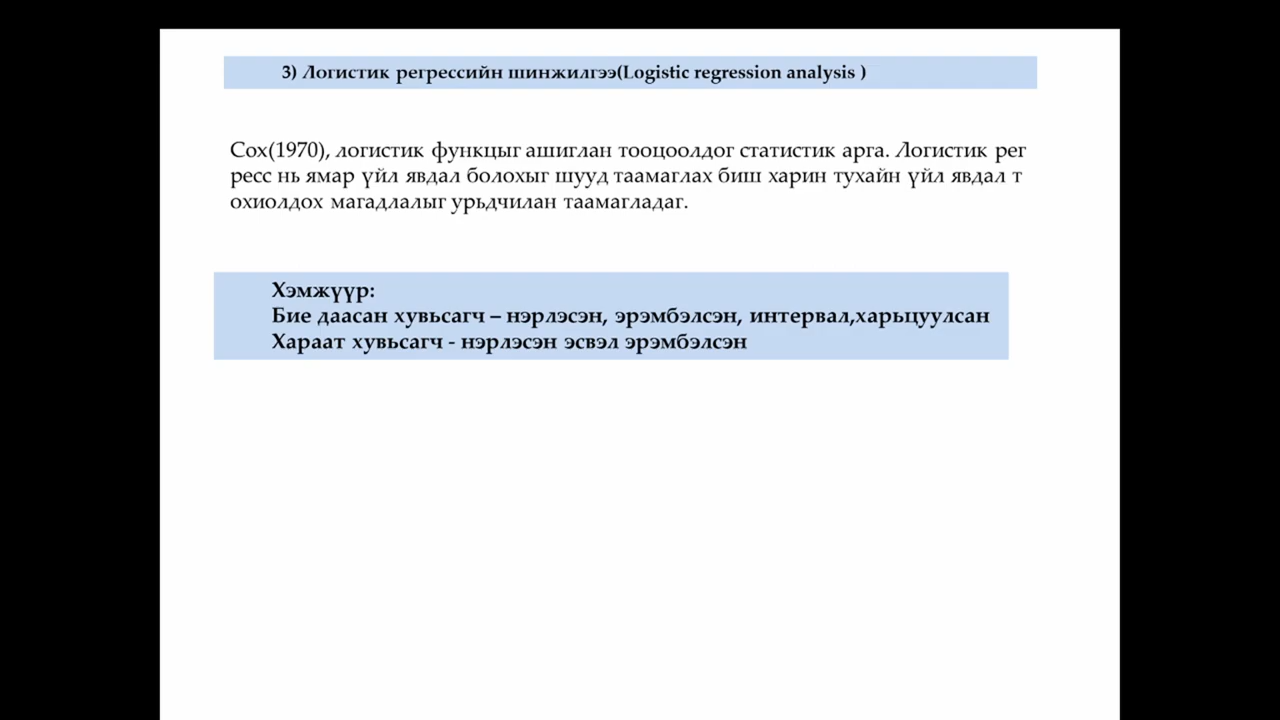 3) Логистик регрессийн шинжилгээ(Logistic regression analysis )
Cox(1970), логистик функцыг ашиглан тооцоолдог статистик арга. Логистик рег
ресс нь ямар үйл явдал болохыг шууд таамаглах биш харин тухайн үйл явдал т
охиолдох магадлалыг урьдчилан таамагладаг.
Хэмжүүр:
Бие даасан хувьсагч – нэрлэсэн, эрэмбэлсэн, интервал,харьцуулсан
Хараат хувьсагч - нэрлэсэн эсвэл эрэмбэлсэн